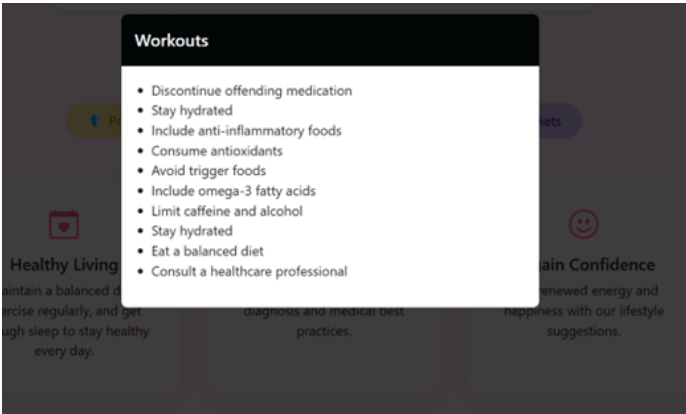 Workouts
• Discontinue offending medication
• Stay hydrated
• Include anti-inflammatory foods
• Consume antioxidants
• Avoid trigger foods
• Include omega-3 fatty acids
• Limit caffeine and alcohol
• Stay hydrated
• Eat a balanced diet
• Consult a healthcare professional
Healthy Living
every day.
diagnosis and medical best
practices.
Confidence
renewed energy and
happiness with our lifestyle
suggestions.